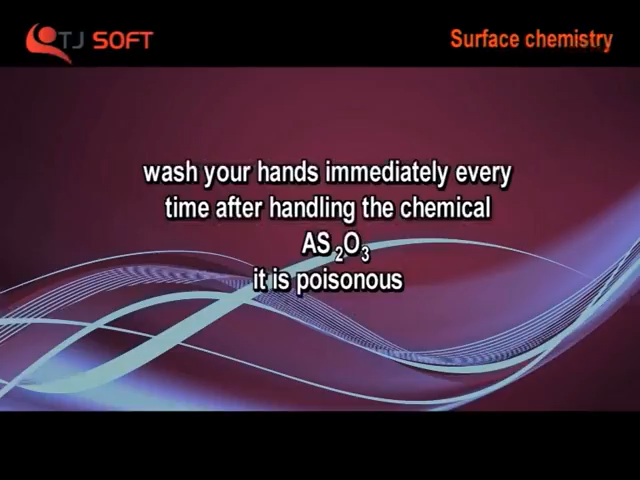 TJ SOFT
Surface chemistry
wash your hands immediately every
time after handling the chemical
AS₂O₃
it is poisonous